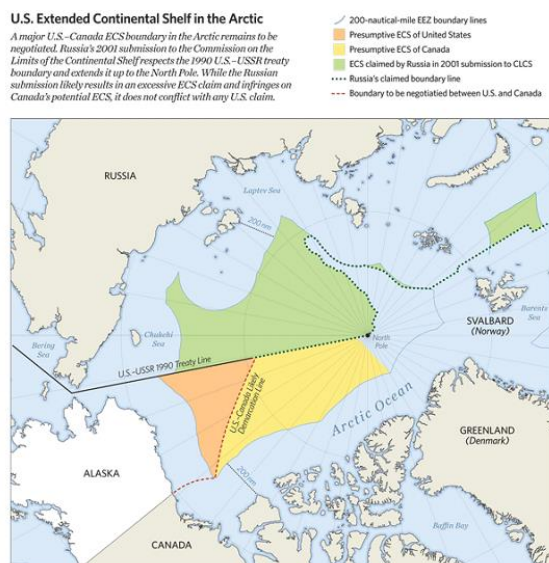 U.S. Extended Continental Shelf in the Arctic
A major U.S.–Canada ECS boundary in the Arctic remains to be
negotiated. Russia's 2001 submission to the Commission on the
Limits of the Continental Shelf respects the 1990 U.S.–USSR treaty
boundary and extends it up to the North Pole. While the Russian
submission likely results in an excessive ECS claim and infringes on
Canada's potential ECS, it does not conflict with any U.S. claim.
200-nautical-mile EEZ boundary lines
Presumptive ECS of United States
Presumptive ECS of Canada
ECS claimed by Russia in 2001 submission to CLCS
Russia's claimed boundary line
Boundary to be negotiated between U.S. and Canada
RUSSIA
Laptev Sea
200 nm
Chukchi
Sea
Bering
Sea
North
Pole
SVALBARD
(Norway)
Barents
Sea
U.S.–USSR 1990 Treaty Line
U.S.–Canada Likely
Demarcation Line
Arctic Ocean
GREENLAND
(Denmark)
200 nm
ALASKA
CANADA
Baffin Bay